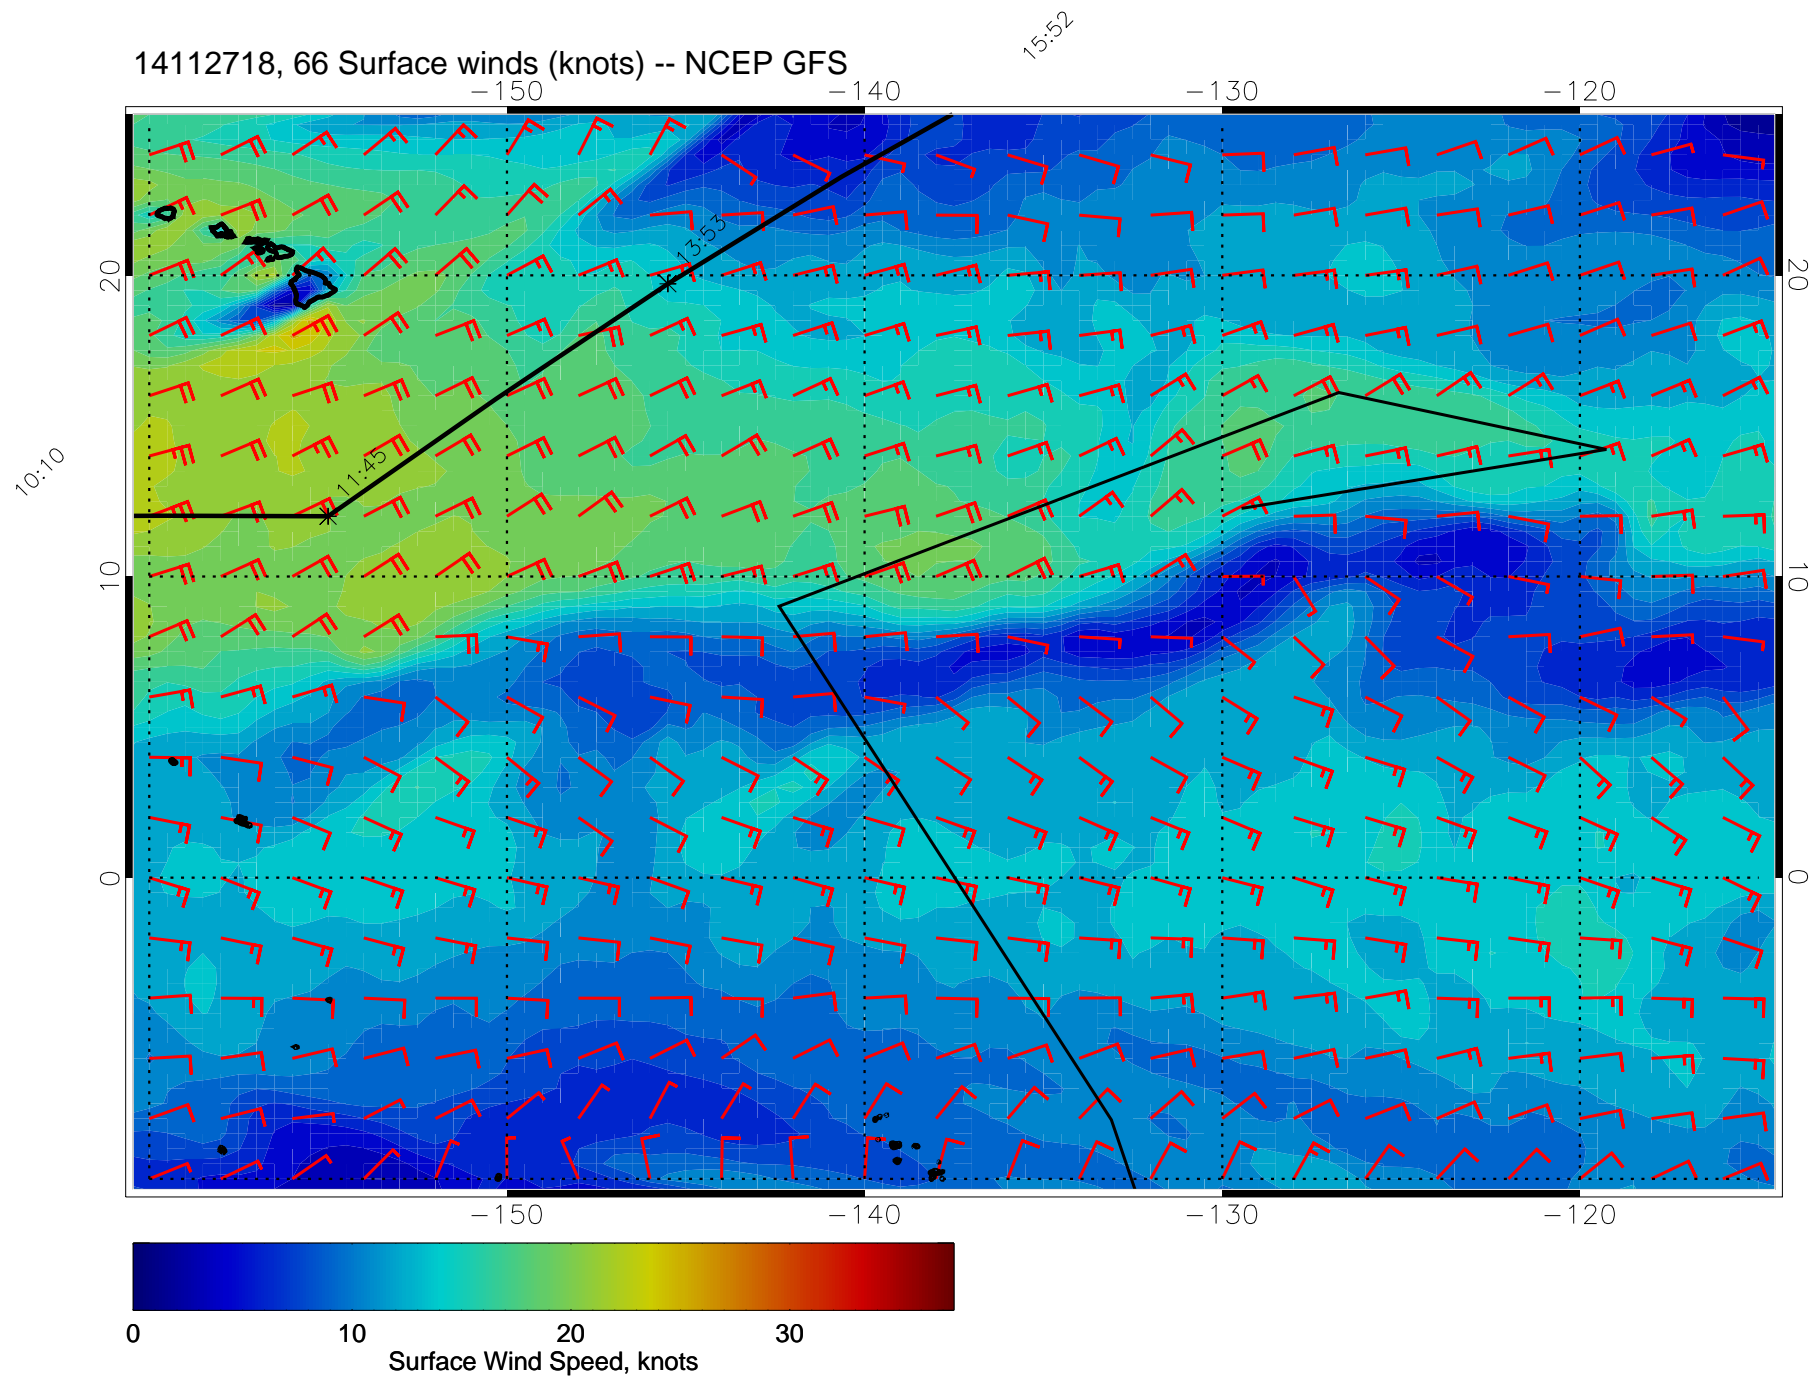 15:52
14112718, 66 Surface winds (knots) -- NCEP GFS
-150 -140 -130 -120
13:53
20 20
10:10
11:45
10 10
0 0
-150 -140 -130 -120
0 10 20 30
Surface Wind Speed, knots